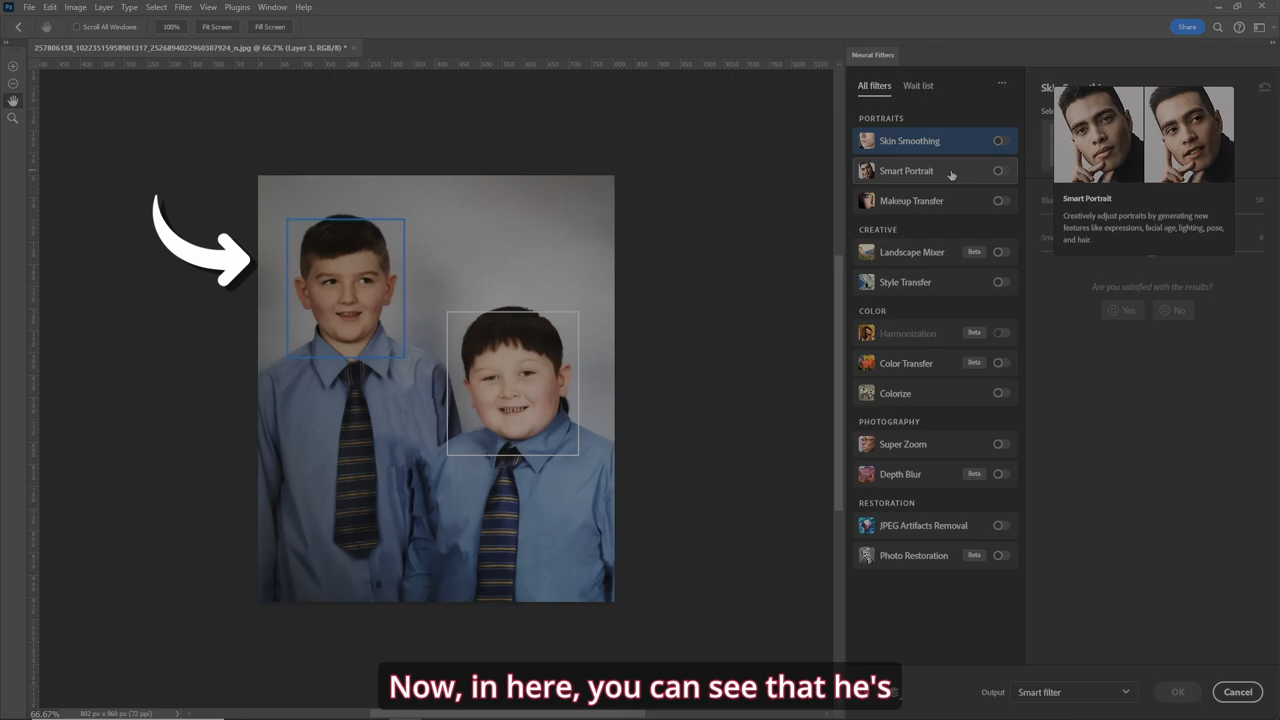 Ps File Edit Image Layer Type Select Filter View Plugins Window Help
Scroll All Windows 100% Fit Screen Fill Screen Share
257806138_10223515958901317_2526894022960307924_n.jpg @ 66.7% (Layer 3, RGB/8) *
Neural Filters
All filters Wait list
PORTRAITS
Skin Smoothing
Smart Portrait
Makeup Transfer
CREATIVE
Landscape Mixer Beta
Style Transfer
COLOR
Harmonization Beta
Color Transfer Beta
Colorize
PHOTOGRAPHY
Super Zoom
Depth Blur Beta
RESTORATION
JPEG Artifacts Removal
Photo Restoration Beta
Smart Portrait
Creatively adjust portraits by generating new
features like expressions, facial age, lighting, pose,
and hair.
50
0
Are you satisfied with the results?
Yes No
Now, in here, you can see that he's
Output Smart filter OK Cancel
66.67% 802 px x 960 px (72 ppi)